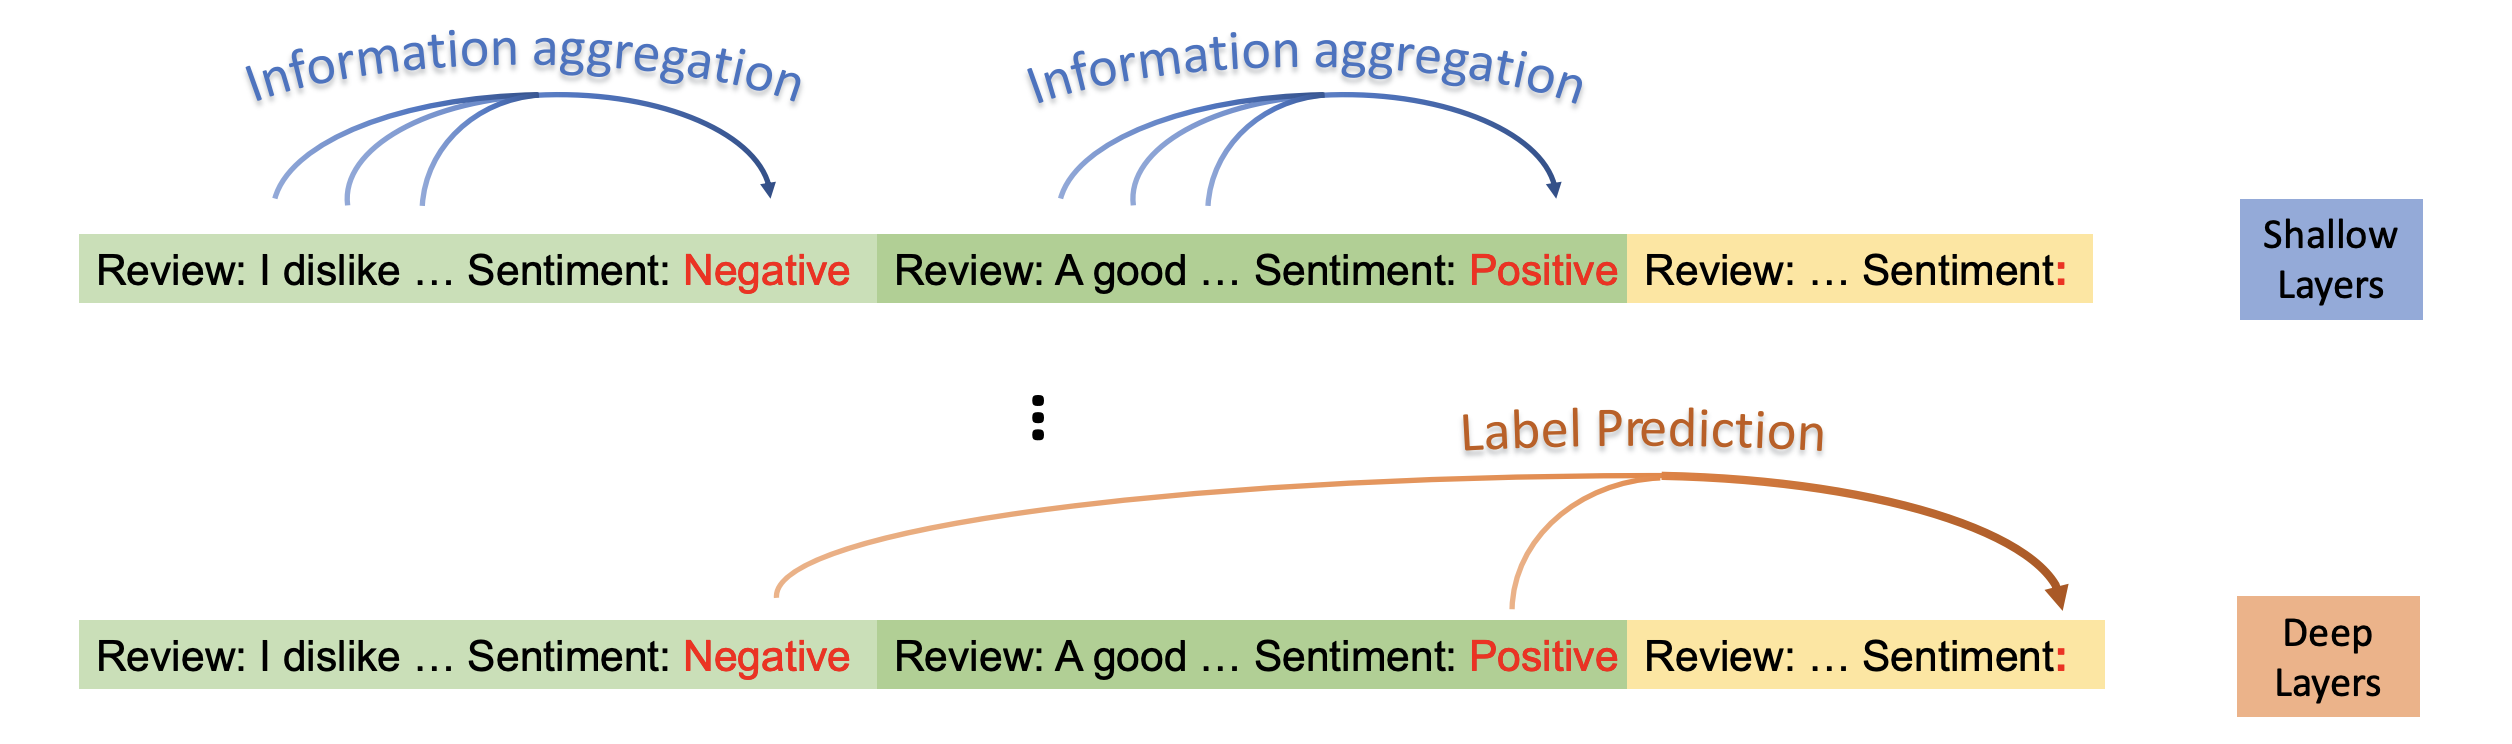 Information aggregation Information aggregation
Review: I dislike … Sentiment: Negative Review: A good … Sentiment: Positive Review: … Sentiment:
Shallow
Layers
Label Prediction
Review: I dislike … Sentiment: Negative Review: A good … Sentiment: Positive Review: … Sentiment:
Deep
Layers